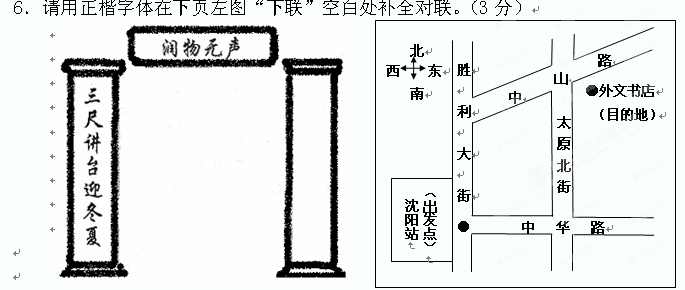 6. 请用正楷字体在下页左图“下联”空白处补全对联。(3分)
润物无声
三尺讲台迎冬夏
北
西 东
南
胜利大街
中山路
外文书店
(目的地)
太原北街
沈阳站
(出发点)
中华路